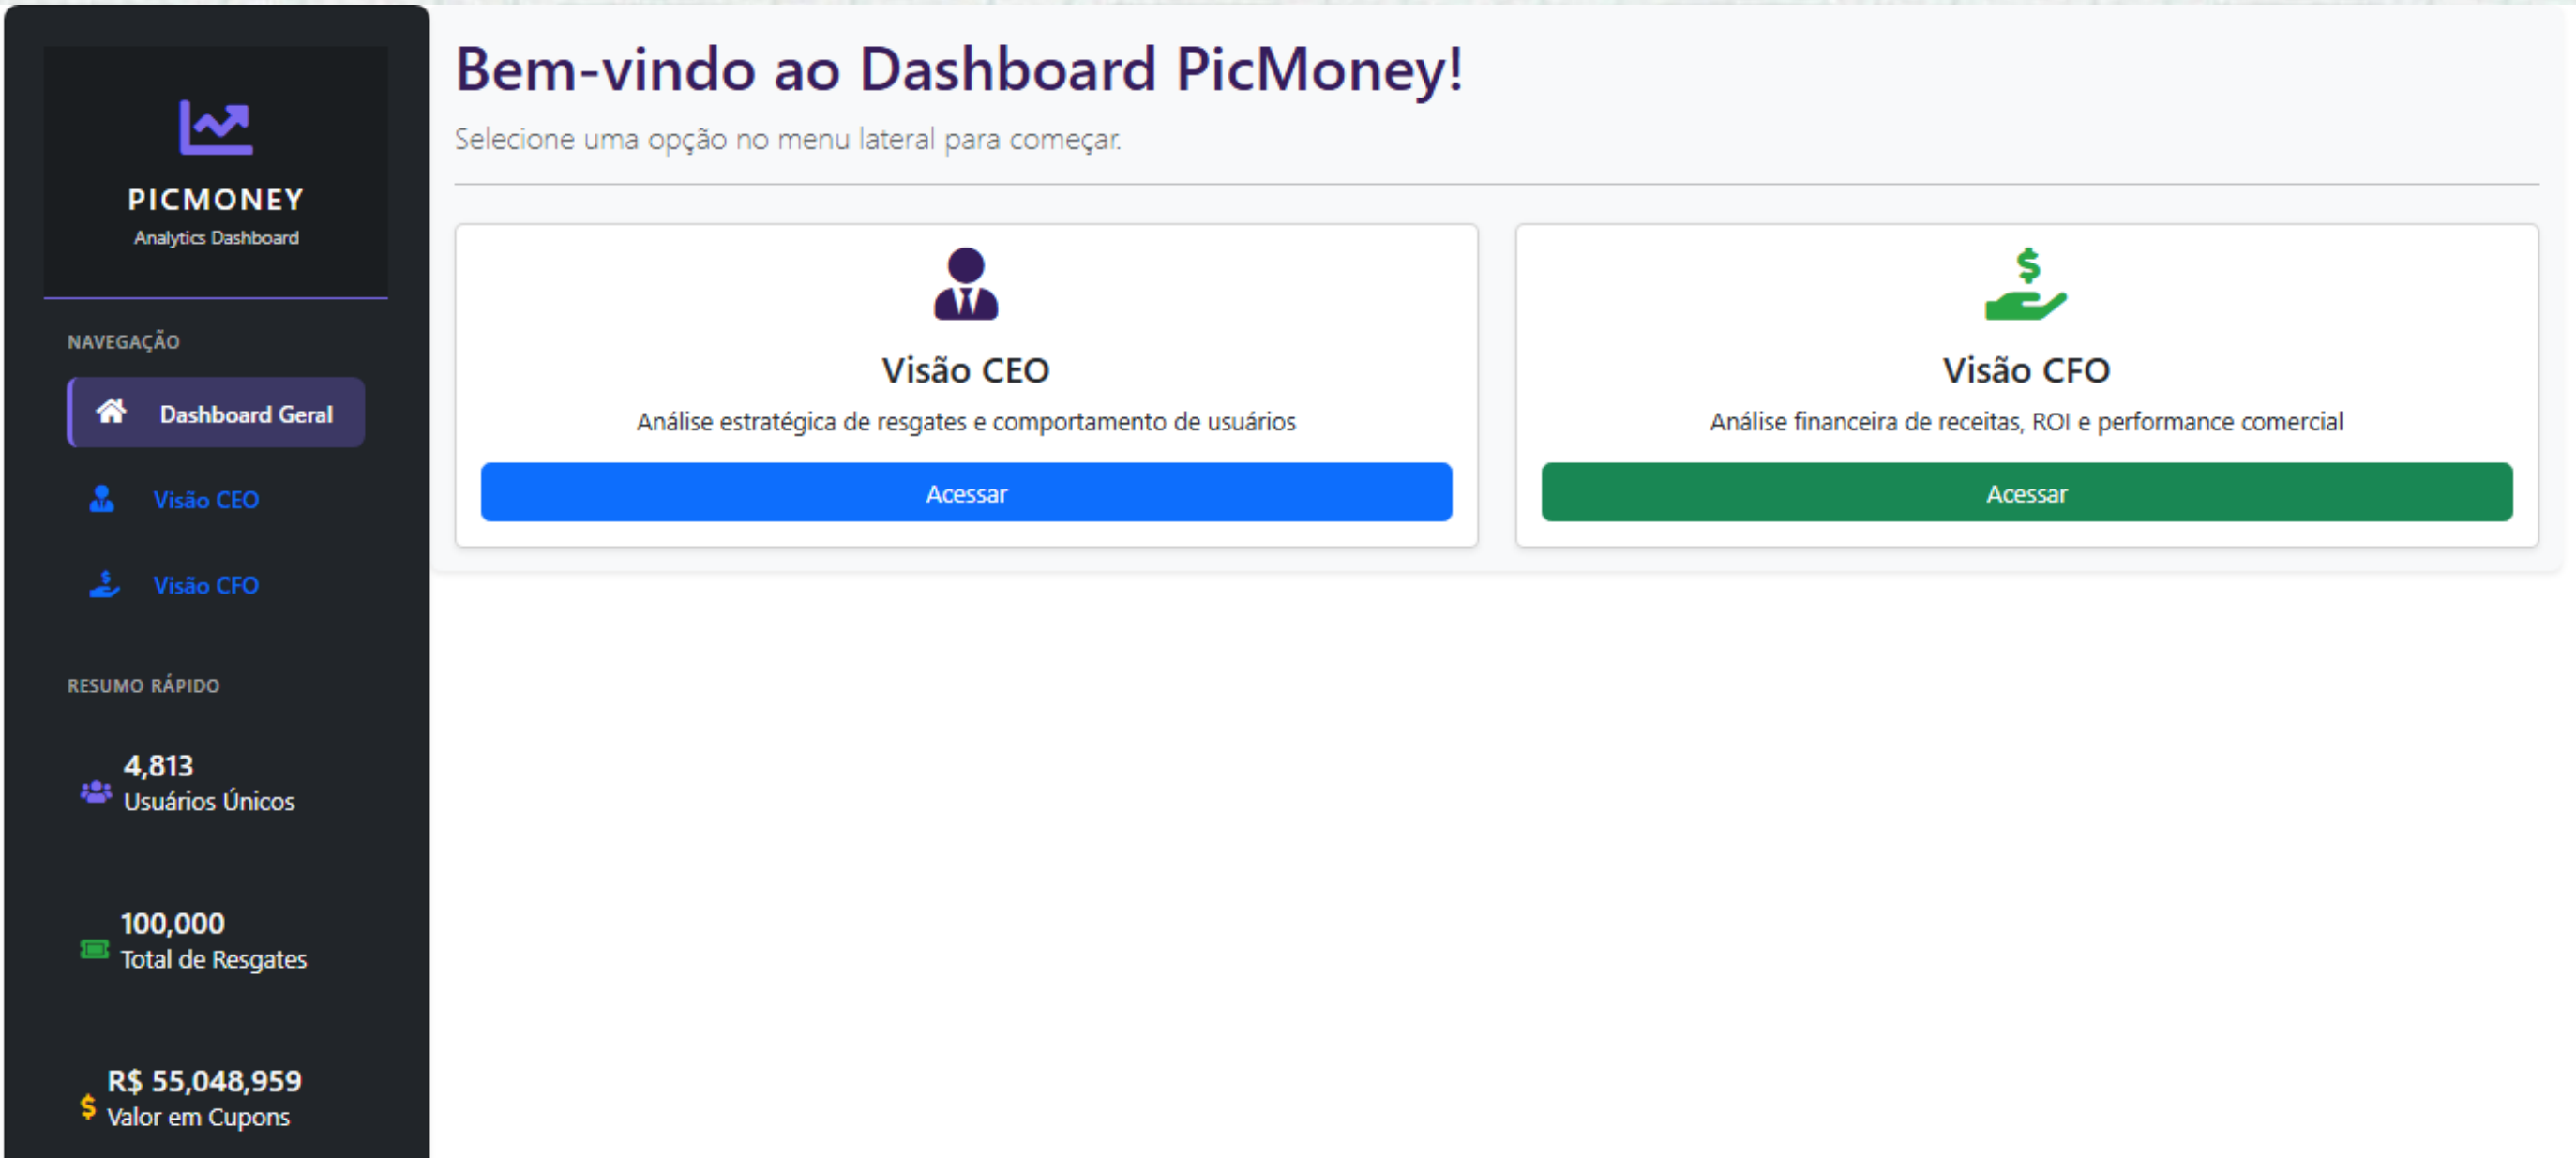 PICMONEY
Analytics Dashboard
NAVEGAÇÃO
Dashboard Geral
Visão CEO
Visão CFO
RESUMO RÁPIDO
4,813
Usuários Únicos
100,000
Total de Resgates
R$ 55,048,959
Valor em Cupons
Bem-vindo ao Dashboard PicMoney!
Selecione uma opção no menu lateral para começar.
Visão CEO
Análise estratégica de resgates e comportamento de usuários
Acessar
Visão CFO
Análise financeira de receitas, ROI e performance comercial
Acessar